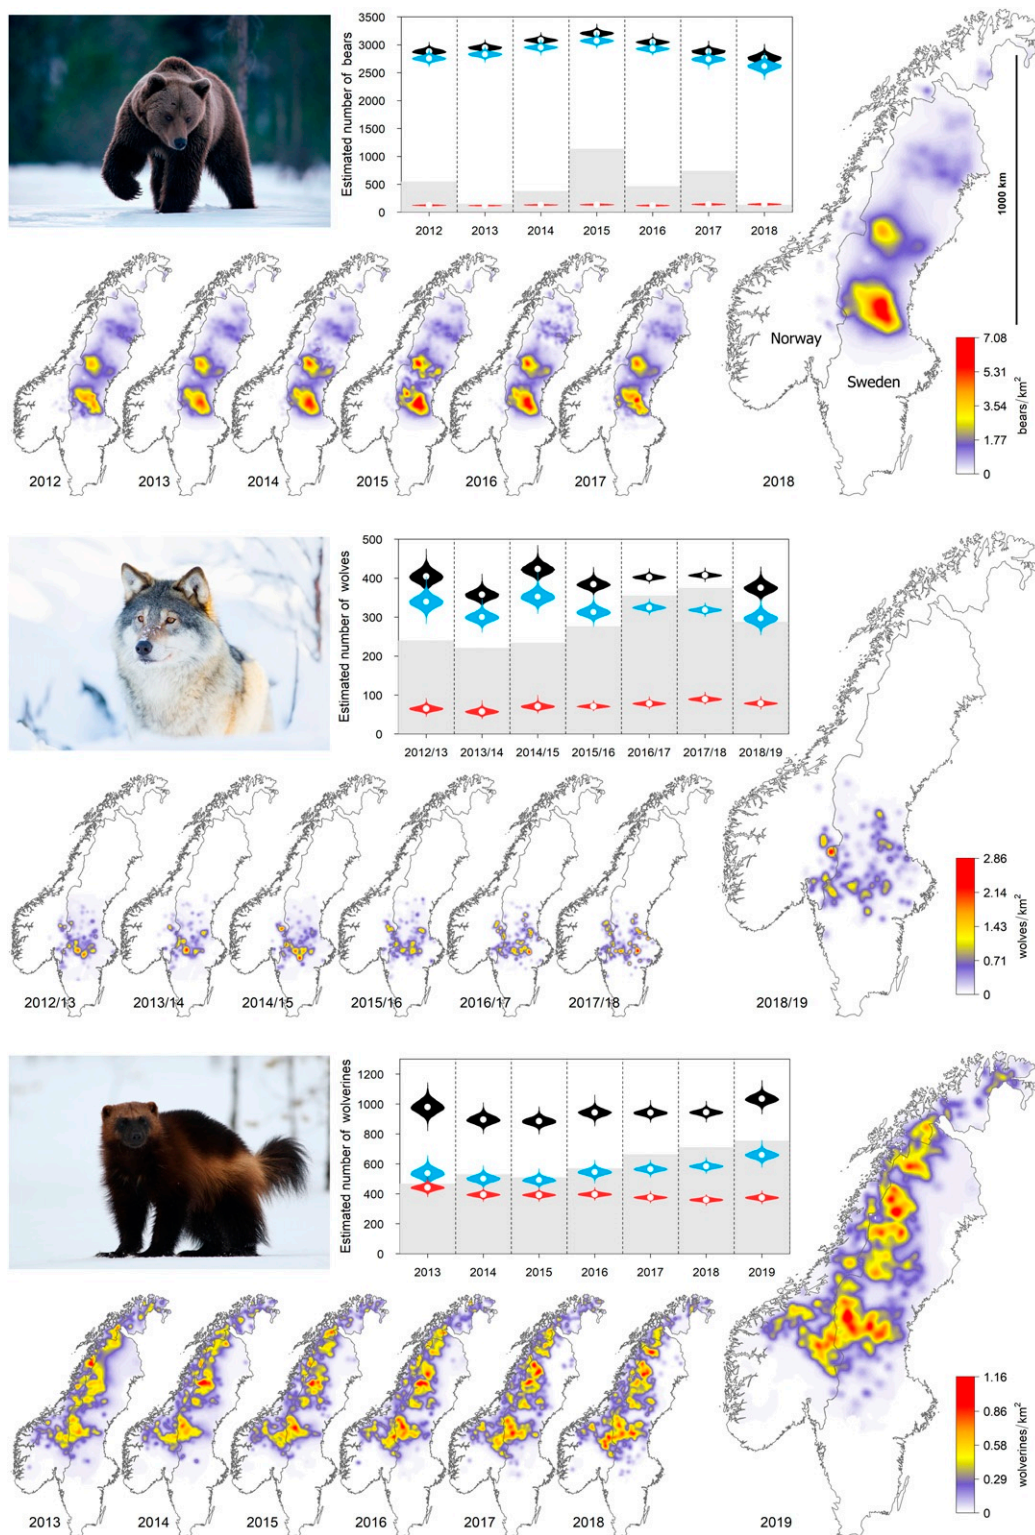 3500
3000
2500
2000
1500
1000
500
0
Estimated number of bears
2012 2013 2014 2015 2016 2017 2018
1000 km
Norway
Sweden
7.08
5.31
3.54
1.77
0
bears/km²
2012 2013 2014 2015 2016 2017 2018
500
400
300
200
100
0
Estimated number of wolves
2012/13 2013/14 2014/15 2015/16 2016/17 2017/18 2018/19
2.86
2.14
1.43
0.71
0
wolves/km²
2012/13 2013/14 2014/15 2015/16 2016/17 2017/18 2018/19
1200
1000
800
600
400
200
0
Estimated number of wolverines
2013 2014 2015 2016 2017 2018 2019
1.16
0.86
0.58
0.29
0
wolverines/km²
2013 2014 2015 2016 2017 2018 2019